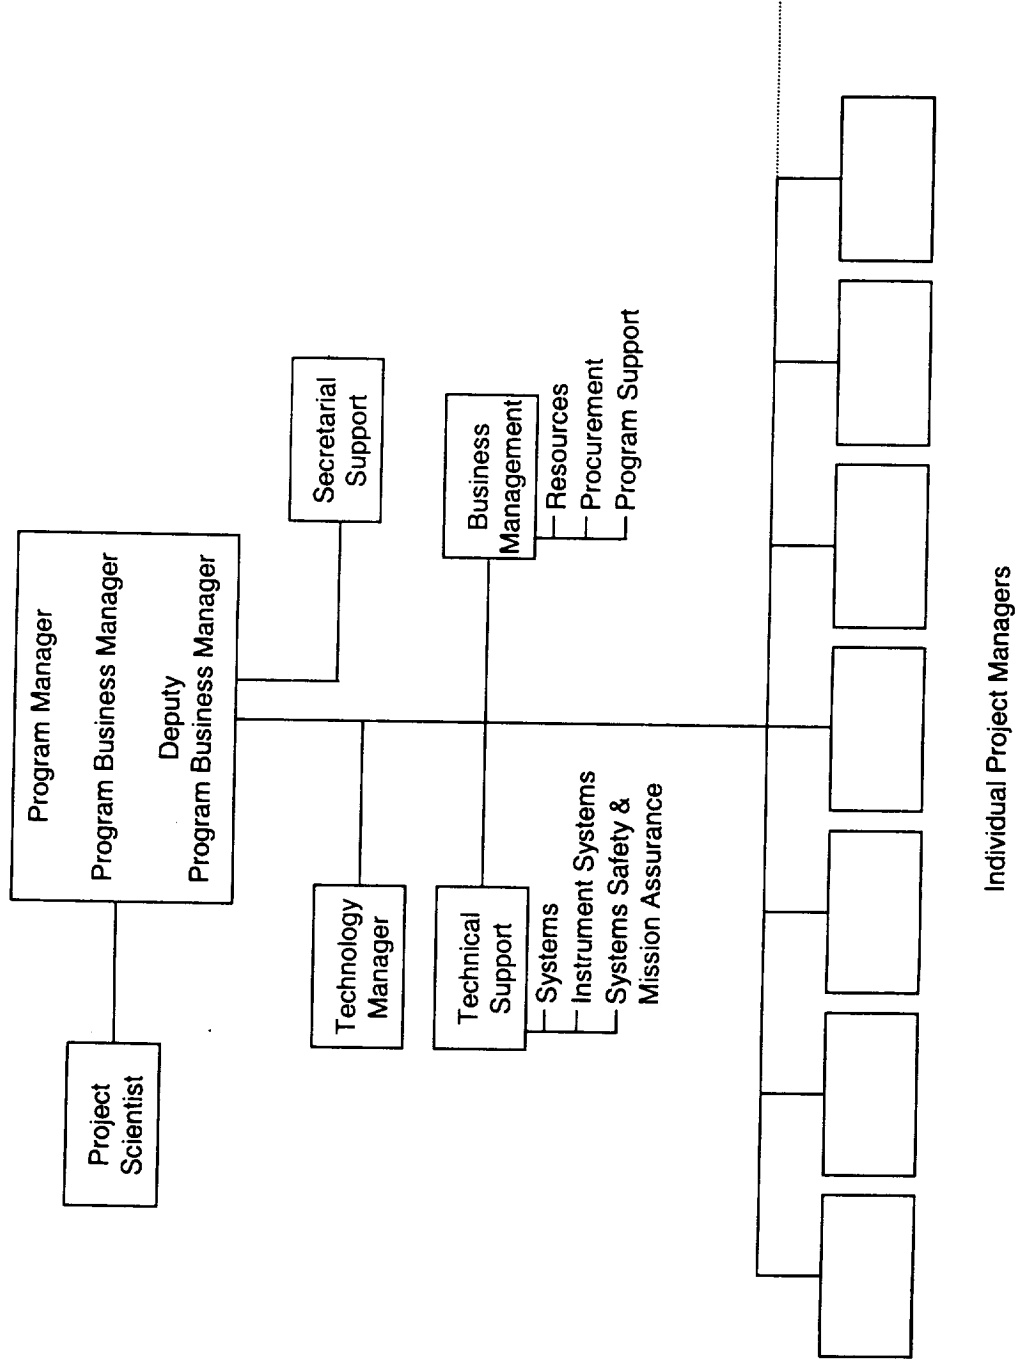 Program Manager
Program Business Manager
Deputy
Program Business Manager
Project
Scientist
Secretarial
Support
Technology
Manager
Technical
Support
Systems
Instrument Systems
Systems Safety &
Mission Assurance
Business
Management
Resources
Procurement
Program Support
Individual Project Managers